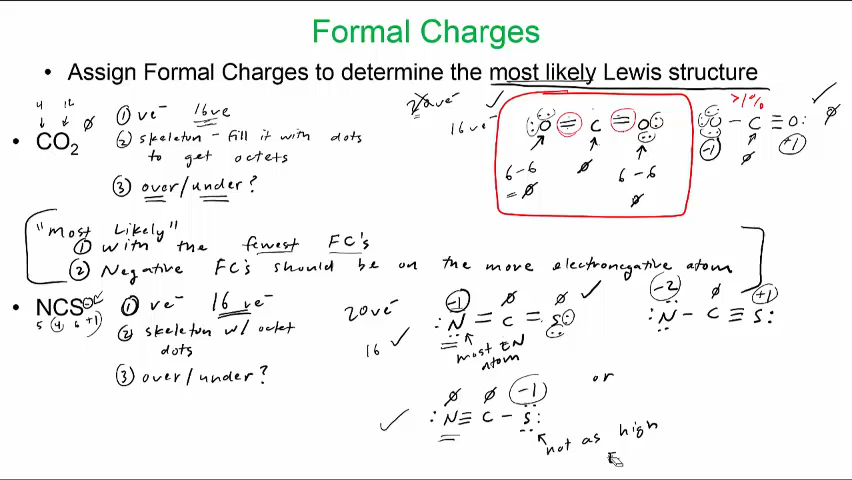 Formal Charges
• Assign Formal Charges to determine the most likely Lewis structure
4 12
• CO2 ∅
① ve⁻ 16ve
② skeleton - fill it with dots
to get octets
③ over/under?
20ve⁻
16 ve⁻
:O = C = O:
6-6 ∅ 6-6
=∅ ∅
>1%
:O - C ≡ O: ∅
-1 ∅ +1
"Most Likely"
① with the fewest FC's
② Negative FC's should be on the more electronegative atom
• NCS⁻
5 4 6 +1
① ve⁻ 16 ve⁻
② skeleton w/ octet
dots
③ over/under?
20ve⁻
16
-1 ∅ ∅
:N = C = S:
most EN
atom
-2 ∅ +1
:N - C ≡ S:
or
∅ ∅ -1
:N ≡ C - S:
not as high